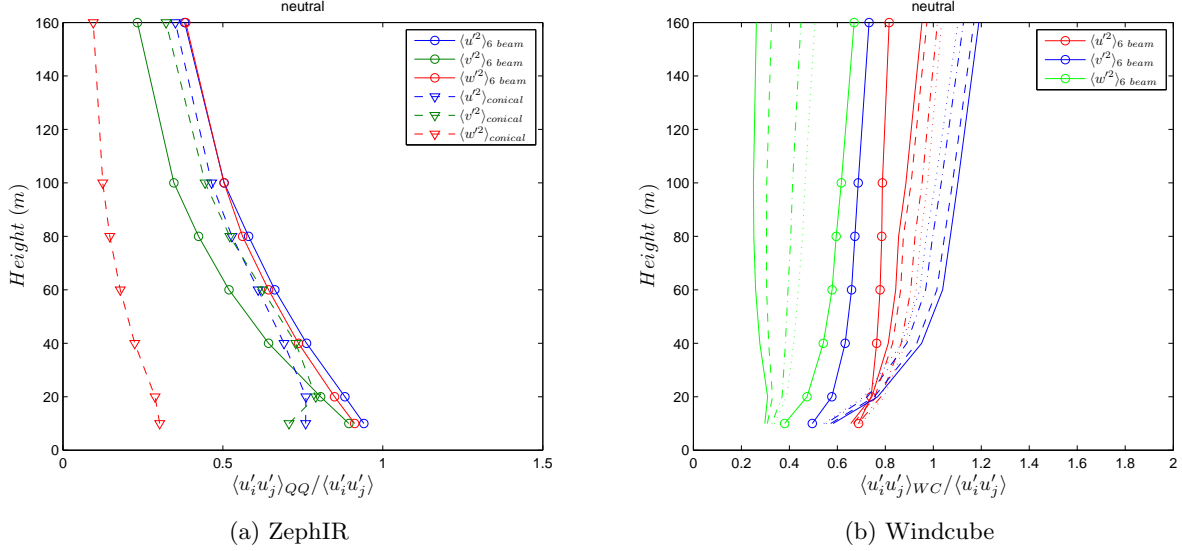 neutral
160
140
120
100
80
60
40
20
0
Height (m)
0
0.5
1
1.5
⟨u′ᵢu′ⱼ⟩QQ/⟨u′ᵢu′ⱼ⟩
⟨u′²⟩6 beam
⟨v′²⟩6 beam
⟨w′²⟩6 beam
⟨u′²⟩conical
⟨v′²⟩conical
⟨w′²⟩conical
(a) ZephIR
neutral
160
140
120
100
80
60
40
20
0
Height (m)
0
0.2
0.4
0.6
0.8
1
1.2
1.4
1.6
1.8
2
⟨u′ᵢu′ⱼ⟩WC/⟨u′ᵢu′ⱼ⟩
⟨u′²⟩6 beam
⟨v′²⟩6 beam
⟨w′²⟩6 beam
(b) Windcube